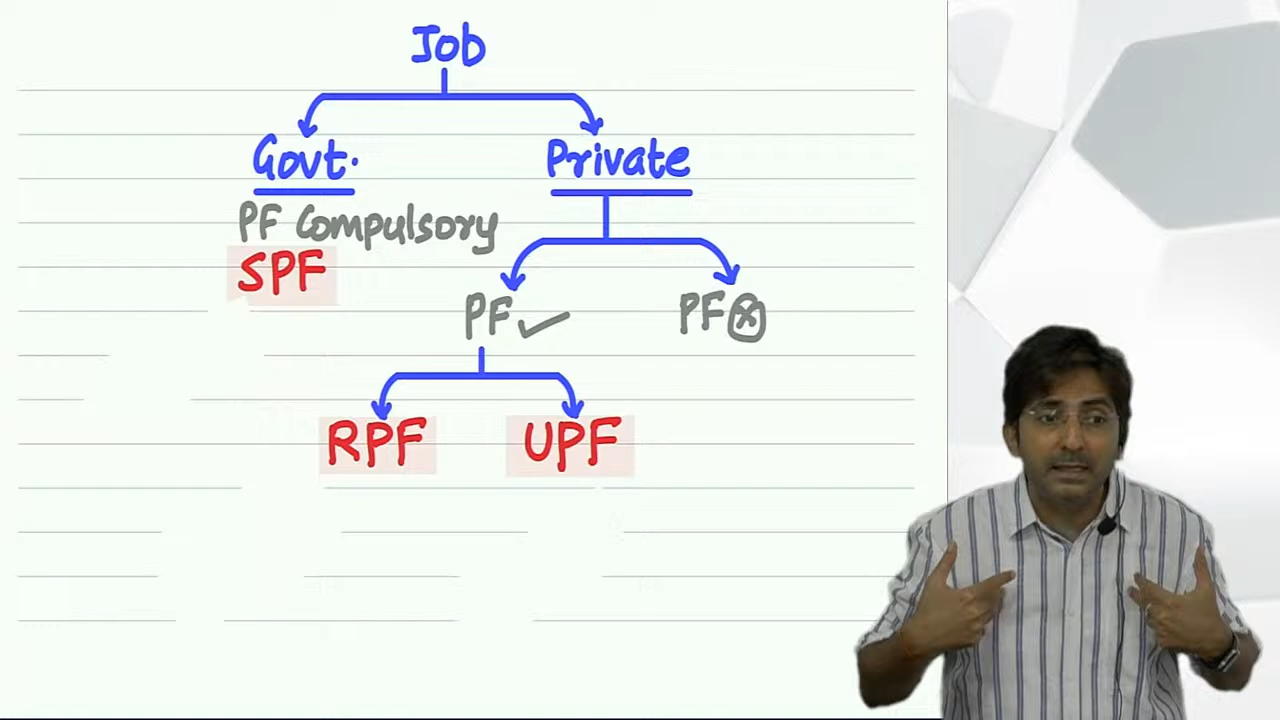 Job
Govt. Private
PF Compulsory
SPF
PF✓ PF ⓧ
RPF UPF